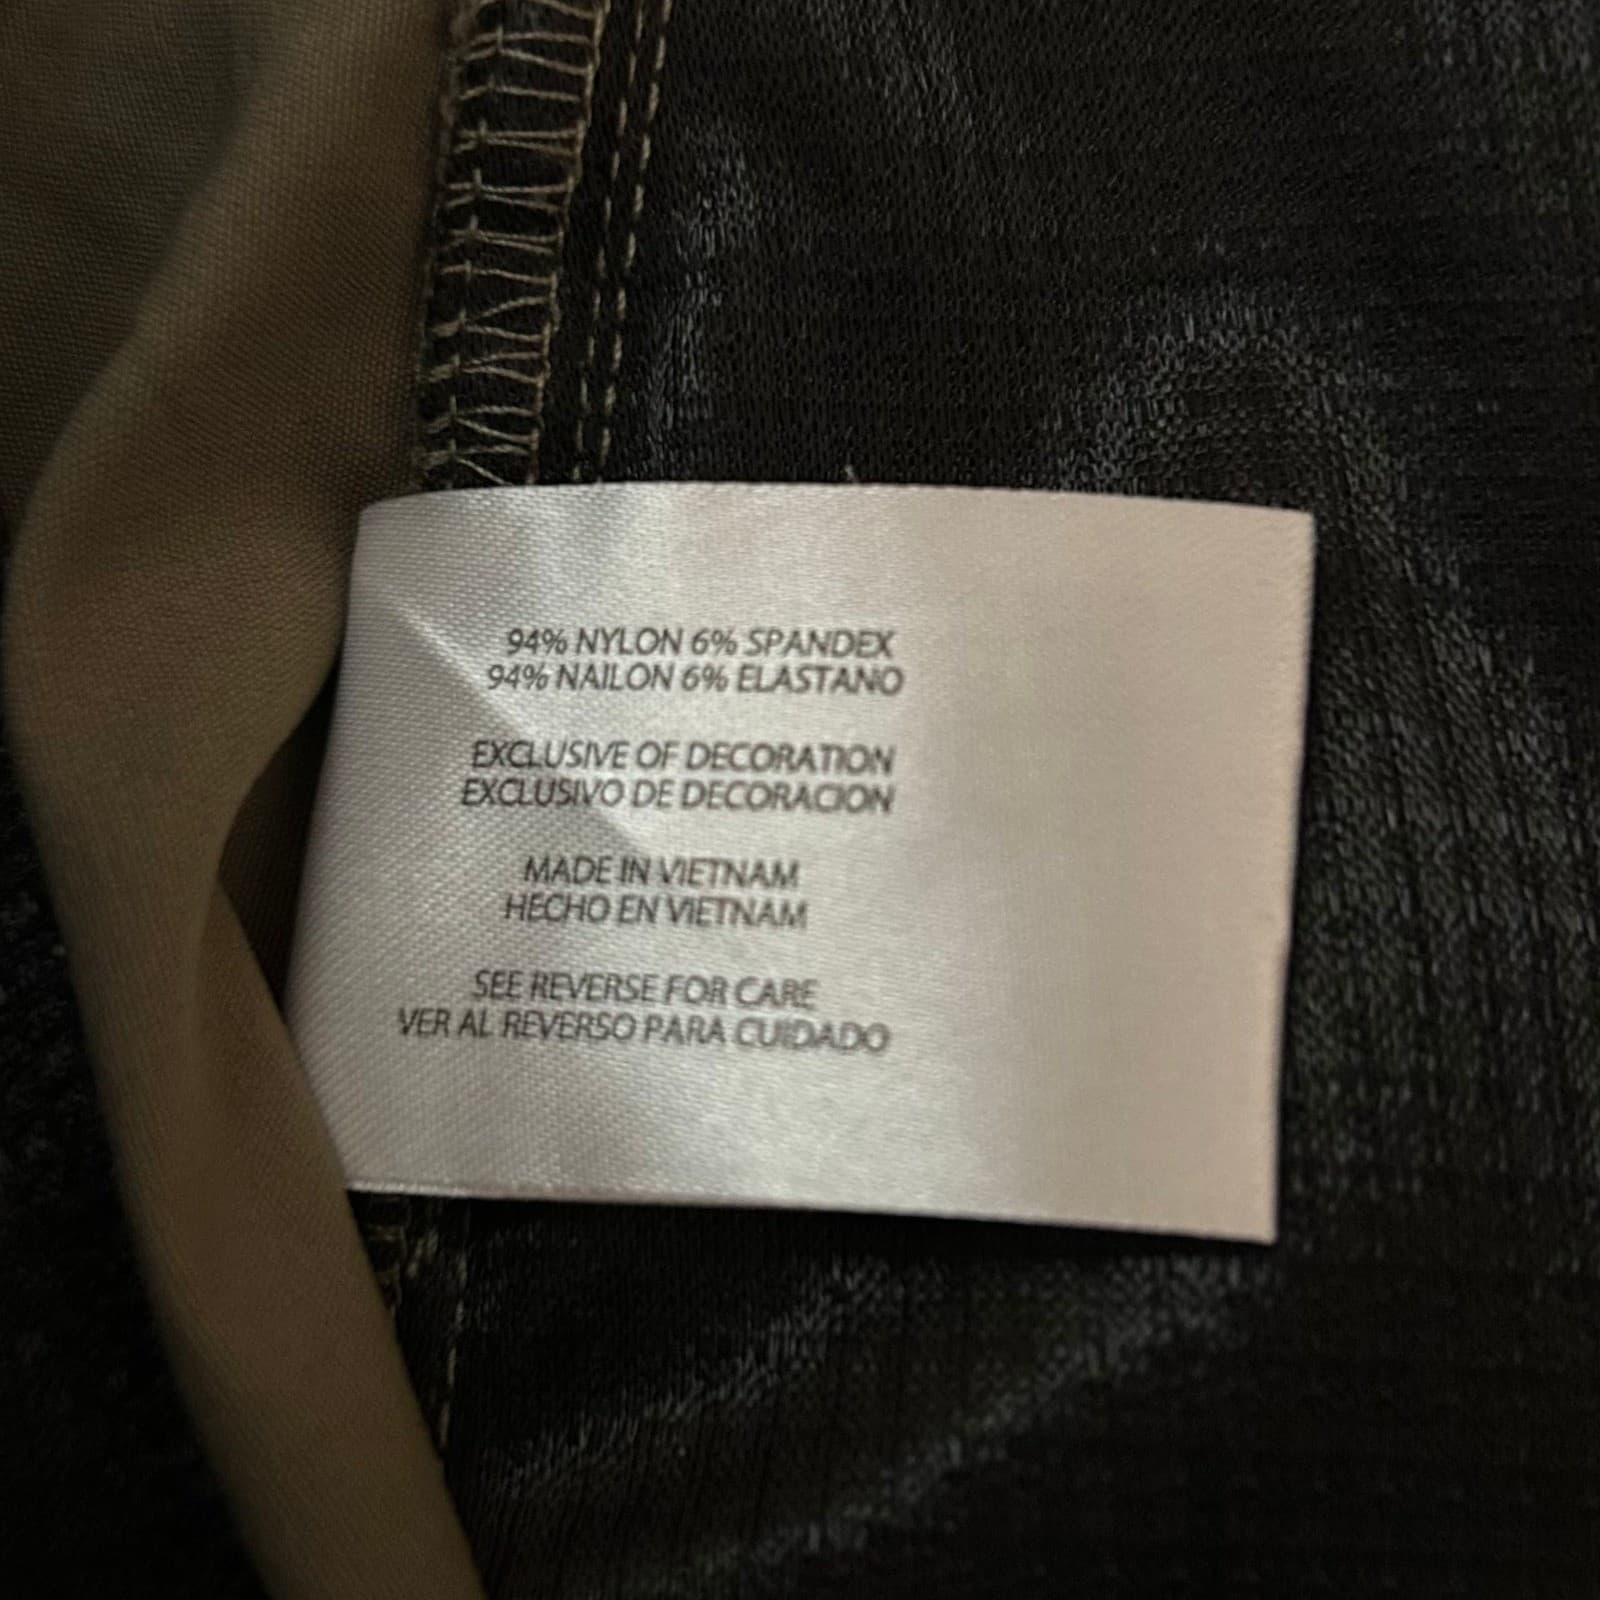 94% NYLON 6% SPANDEX
94% NAILON 6% ELASTANO
EXCLUSIVE OF DECORATION
EXCLUSIVO DE DECORACION
MADE IN VIETNAM
HECHO EN VIETNAM
SEE REVERSE FOR CARE
VER AL REVERSO PARA CUIDADO